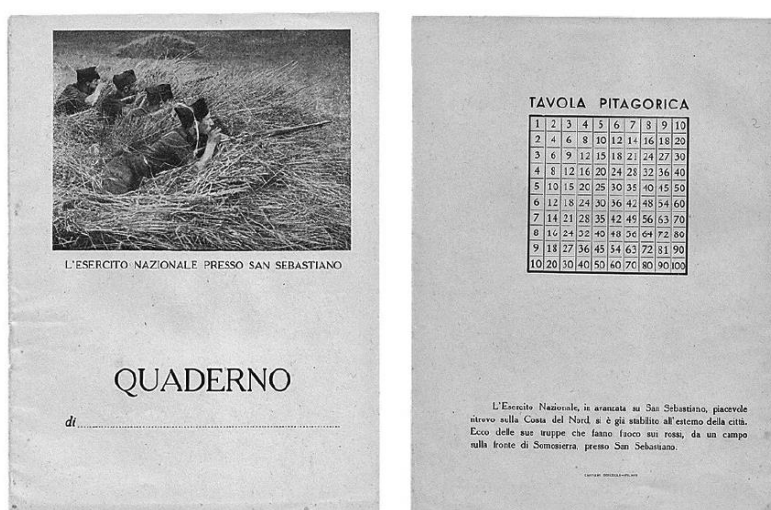 L'ESERCITO NAZIONALE PRESSO SAN SEBASTIANO
QUADERNO
di
TAVOLA PITAGORICA
1 2 3 4 5 6 7 8 9 10
2 4 6 8 10 12 14 16 18 20
3 6 9 12 15 18 21 24 27 30
4 8 12 16 20 24 28 32 36 40
5 10 15 20 25 30 35 40 45 50
6 12 18 24 30 36 42 48 54 60
7 14 21 28 35 42 49 56 63 70
8 16 24 32 40 48 56 64 72 80
9 18 27 36 45 54 63 72 81 90
10 20 30 40 50 60 70 80 90 100
L'Esercito Nazionale, in avanzata su San Sebastiano, piacevole
ritrovo sulla Costa del Nord, si è già stabilito all'esterno della città.
Ecco delle sue truppe che fanno fuoco sui rossi, da un campo
sulla fronte di Somosierra, presso San Sebastiano.